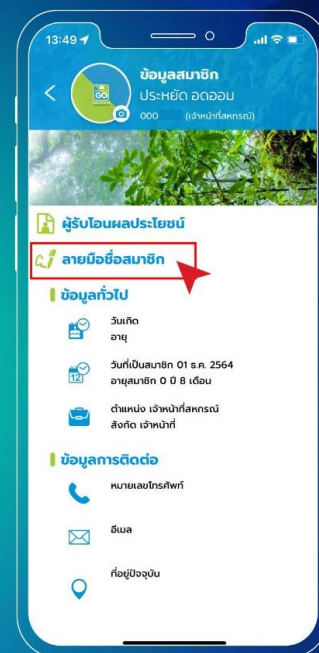 13:49
ข้อมูลสมาชิก
ประหยัด อดออม
000 (เจ้าหน้าที่สหกรณ์)
GO
ผู้รับโอนผลประโยชน์
ลายมือชื่อสมาชิก
ข้อมูลทั่วไป
วันเกิด
อายุ
12
วันที่เป็นสมาชิก 01 ธ.ค. 2564
อายุสมาชิก 0 ปี 8 เดือน
ตำแหน่ง เจ้าหน้าที่สหกรณ์
สังกัด เจ้าหน้าที่
ข้อมูลการติดต่อ
หมายเลขโทรศัพท์
อีเมล
ที่อยู่ปัจจุบัน